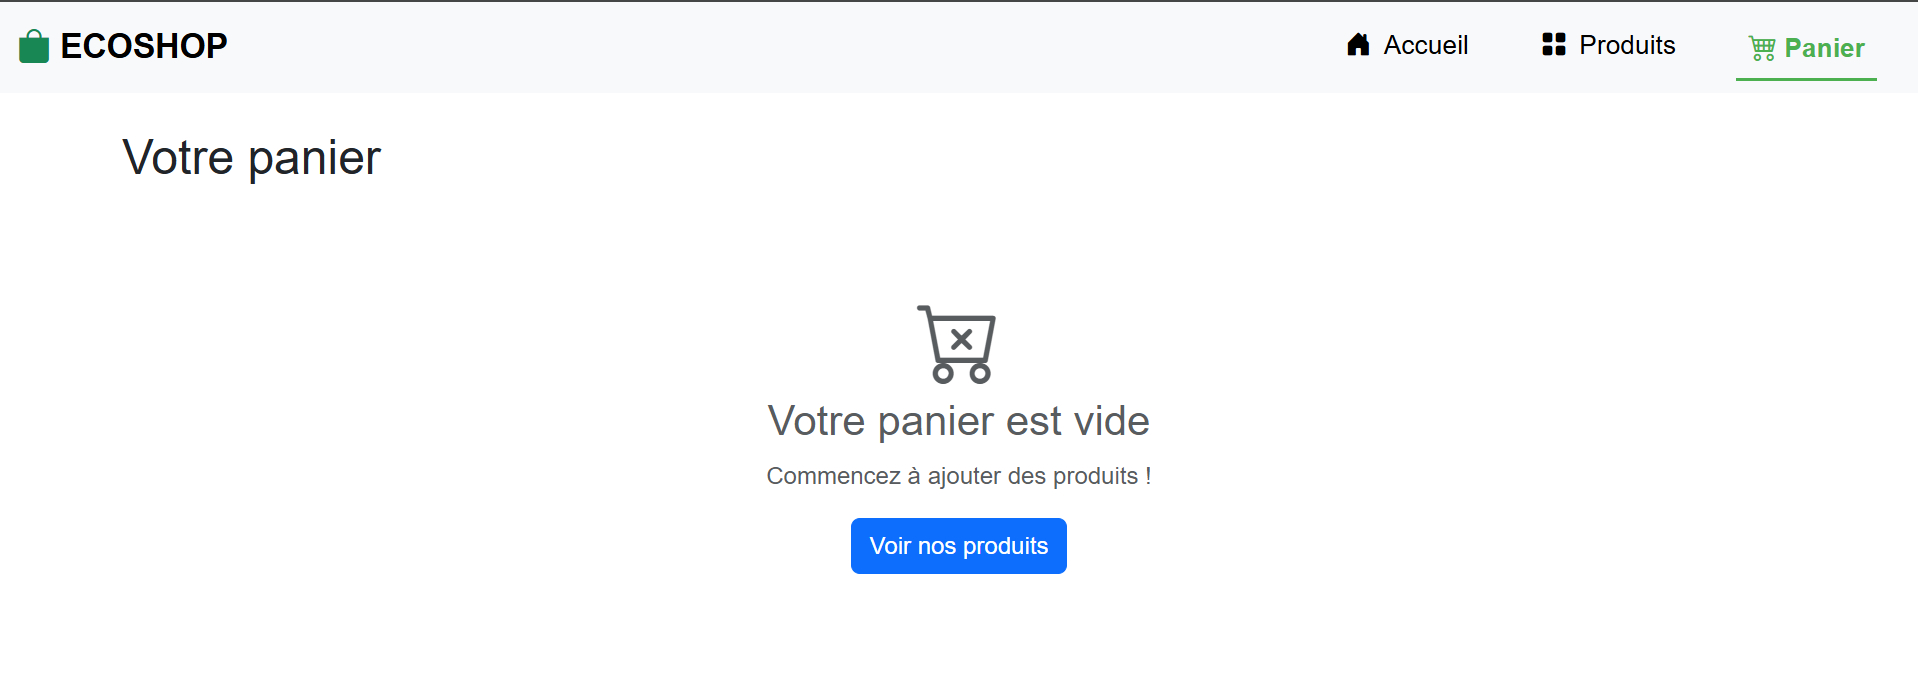 ECOSHOP
Accueil
Produits
Panier
Votre panier
Votre panier est vide
Commencez à ajouter des produits !
Voir nos produits